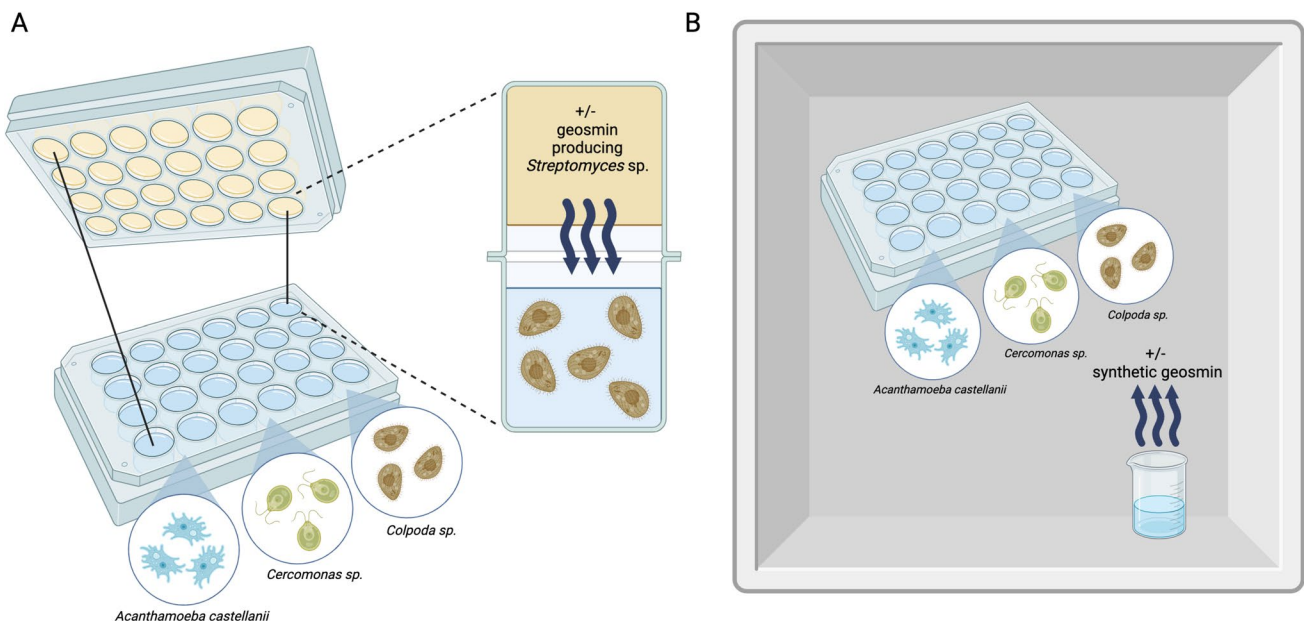 A
+/-
geosmin
producing
Streptomyces sp.
Colpoda sp.
Cercomonas sp.
Acanthamoeba castellanii
B
Colpoda sp.
Cercomonas sp.
Acanthamoeba castellanii
+/-
synthetic geosmin